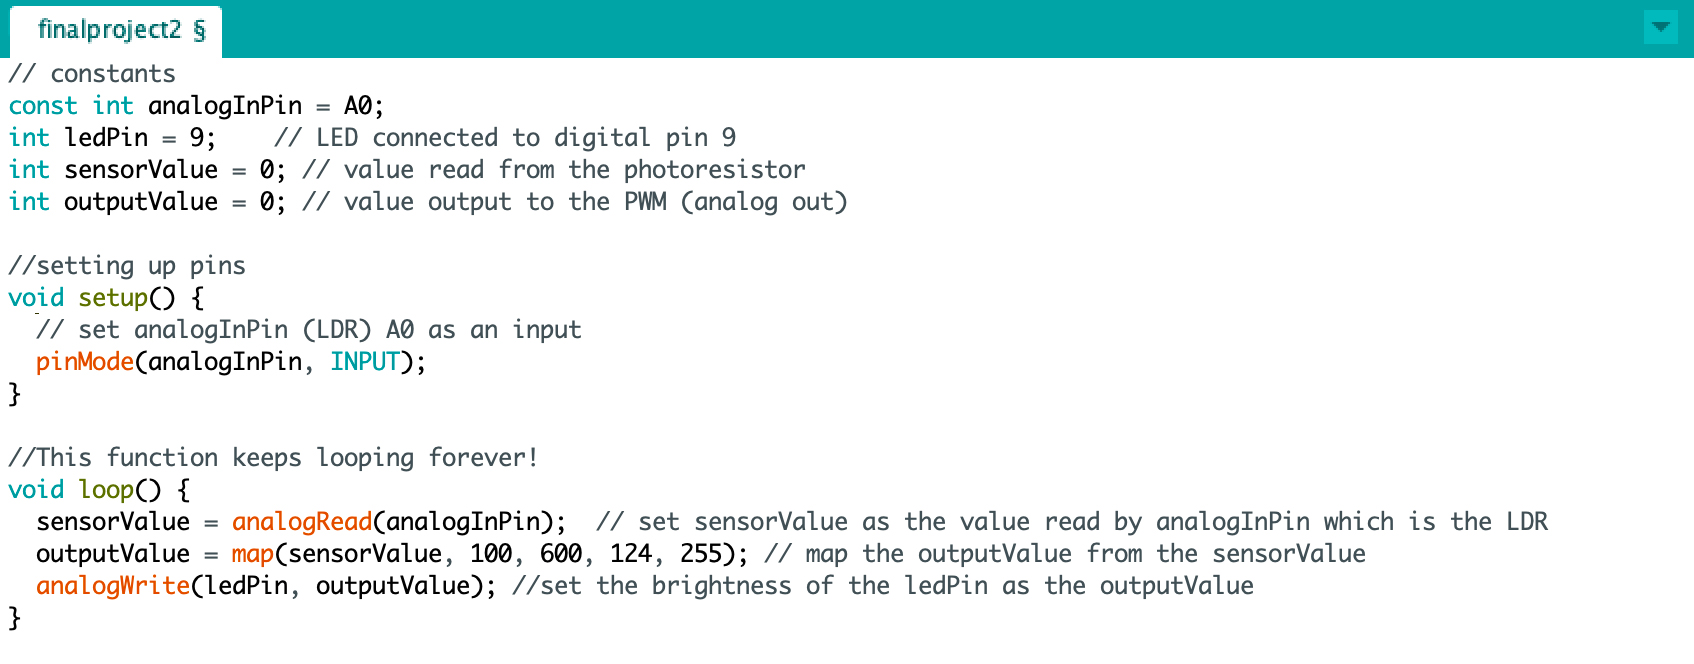 finalproject2 §
// constants
const int analogInPin = A0;
int ledPin = 9;    // LED connected to digital pin 9
int sensorValue = 0; // value read from the photoresistor
int outputValue = 0; // value output to the PWM (analog out)
//setting up pins
void setup() {
  // set analogInPin (LDR) A0 as an input
  pinMode(analogInPin, INPUT);
}
//This function keeps looping forever!
void loop() {
  sensorValue = analogRead(analogInPin);  // set sensorValue as the value read by analogInPin which is the LDR
  outputValue = map(sensorValue, 100, 600, 124, 255); // map the outputValue from the sensorValue
  analogWrite(ledPin, outputValue); //set the brightness of the ledPin as the outputValue
}